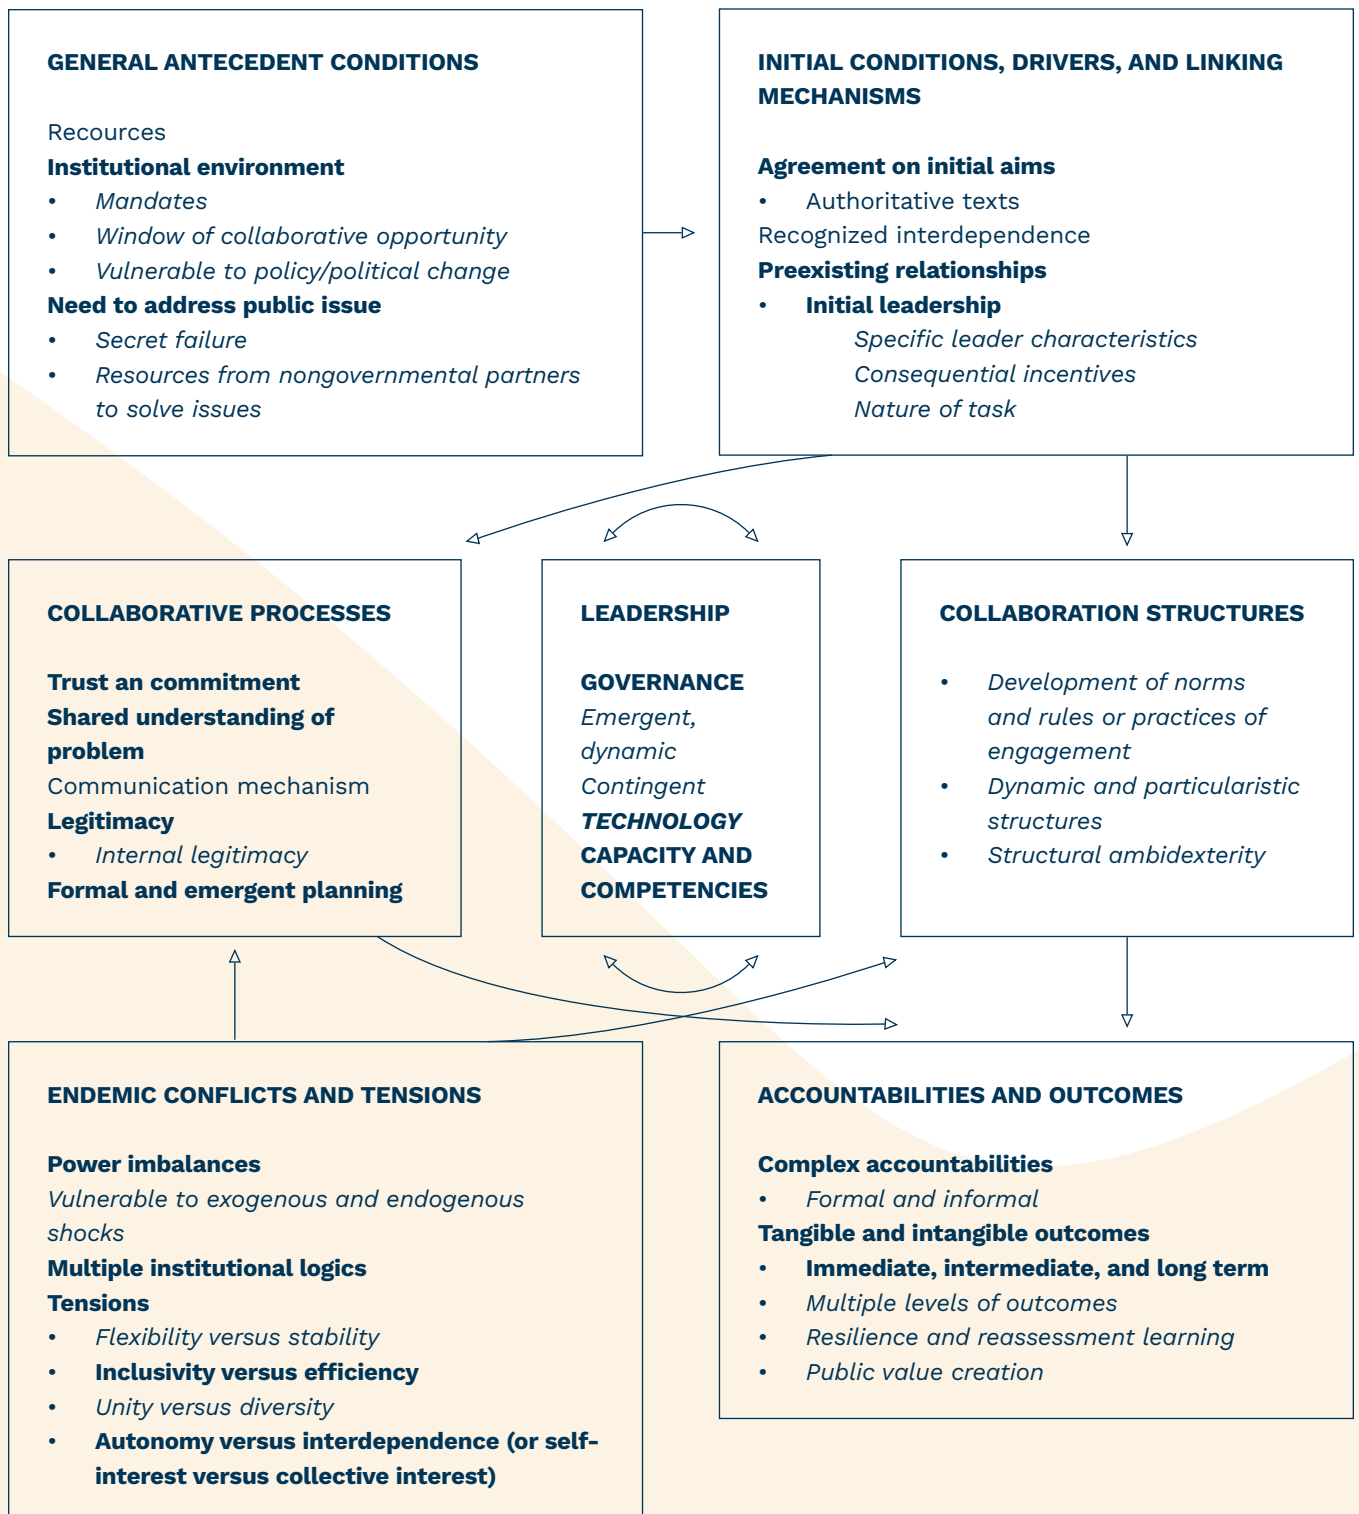 GENERAL ANTECEDENT CONDITIONS
Recources
Institutional environment
• Mandates
• Window of collaborative opportunity
• Vulnerable to policy/political change
Need to address public issue
• Secret failure
• Resources from nongovernmental partners
to solve issues
INITIAL CONDITIONS, DRIVERS, AND LINKING
MECHANISMS
Agreement on initial aims
• Authoritative texts
Recognized interdependence
Preexisting relationships
• Initial leadership
Specific leader characteristics
Consequential incentives
Nature of task
COLLABORATIVE PROCESSES
Trust an commitment
Shared understanding of
problem
Communication mechanism
Legitimacy
• Internal legitimacy
Formal and emergent planning
LEADERSHIP
GOVERNANCE
Emergent,
dynamic
Contingent
TECHNOLOGY
CAPACITY AND
COMPETENCIES
COLLABORATION STRUCTURES
• Development of norms
and rules or practices of
engagement
• Dynamic and particularistic
structures
• Structural ambidexterity
ENDEMIC CONFLICTS AND TENSIONS
Power imbalances
Vulnerable to exogenous and endogenous
shocks
Multiple institutional logics
Tensions
• Flexibility versus stability
• Inclusivity versus efficiency
• Unity versus diversity
• Autonomy versus interdependence (or self-
interest versus collective interest)
ACCOUNTABILITIES AND OUTCOMES
Complex accountabilities
• Formal and informal
Tangible and intangible outcomes
• Immediate, intermediate, and long term
• Multiple levels of outcomes
• Resilience and reassessment learning
• Public value creation